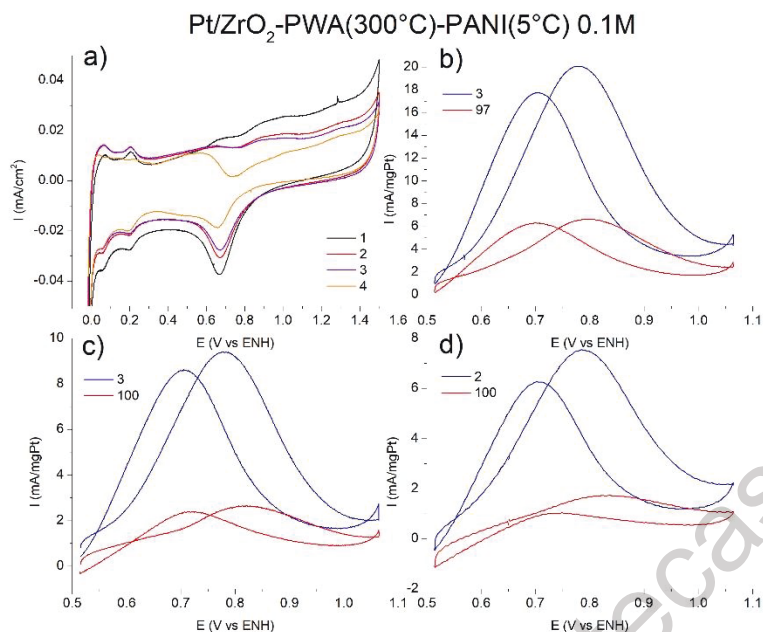 Pt/ZrO₂-PWA(300°C)-PANI(5°C) 0.1M
a)
I (mA/cm²)
0.04
0.02
0.00
-0.02
-0.04
1
2
3
4
0.0 0.2 0.4 0.6 0.8 1.0 1.2 1.4 1.6
E (V vs ENH)
b)
I (mA/mgPt)
20
18
16
14
12
10
8
6
4
2
0
3
97
0.5 0.6 0.7 0.8 0.9 1.0 1.1
E (V vs ENH)
c)
I (mA/mgPt)
10
8
6
4
2
0
3
100
0.5 0.6 0.7 0.8 0.9 1.0 1.1
E (V vs ENH)
d)
I (mA/mgPt)
8
6
4
2
0
-2
2
100
0.5 0.6 0.7 0.8 0.9 1.0 1.1
E (V vs ENH)
tecas